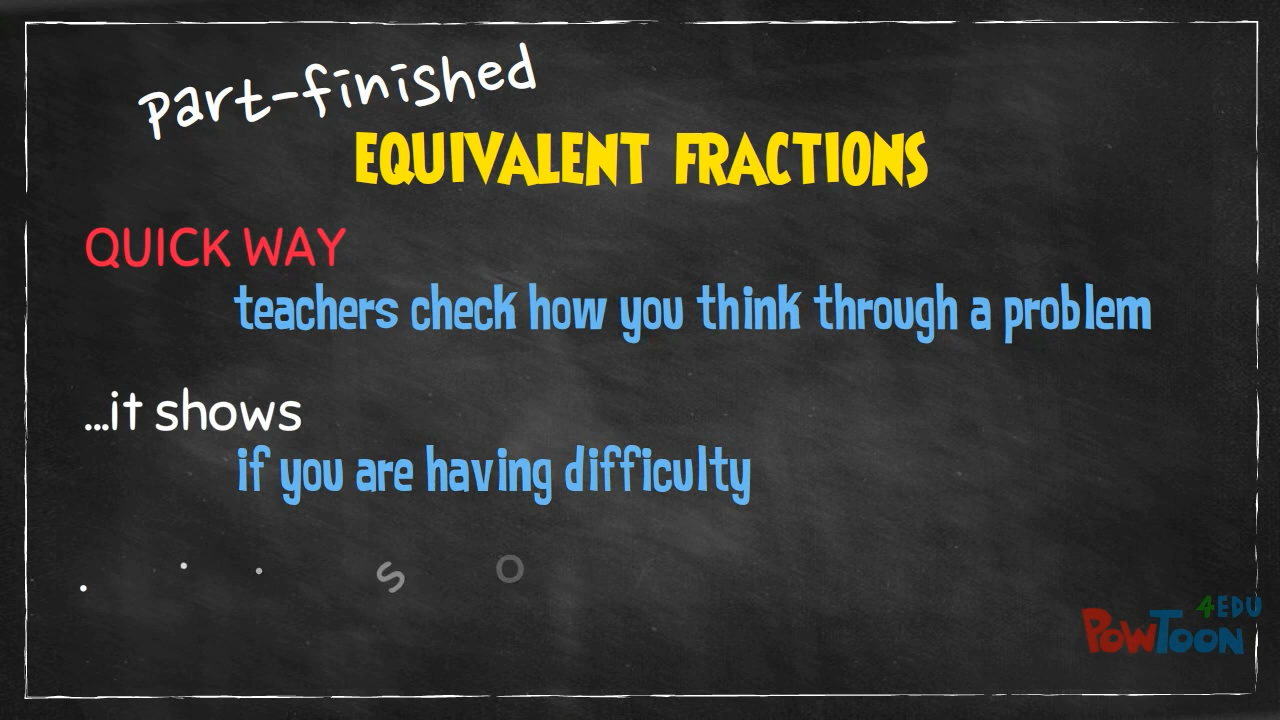 part-finished
EQUIVALENT FRACTIONS
QUICK WAY
teachers check how you think through a problem
...it shows
if you are having difficulty
... s o
4EDU
POWTOON